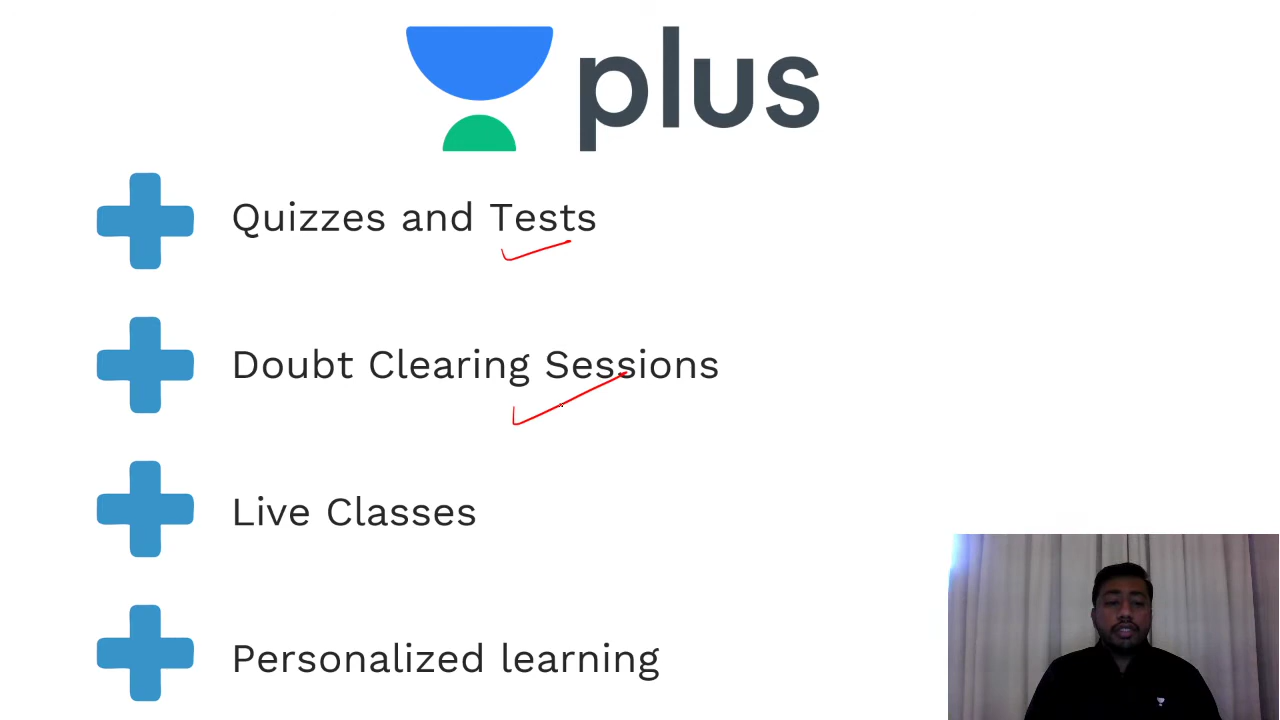 plus
Quizzes and Tests
Doubt Clearing Sessions
Live Classes
Personalized learning